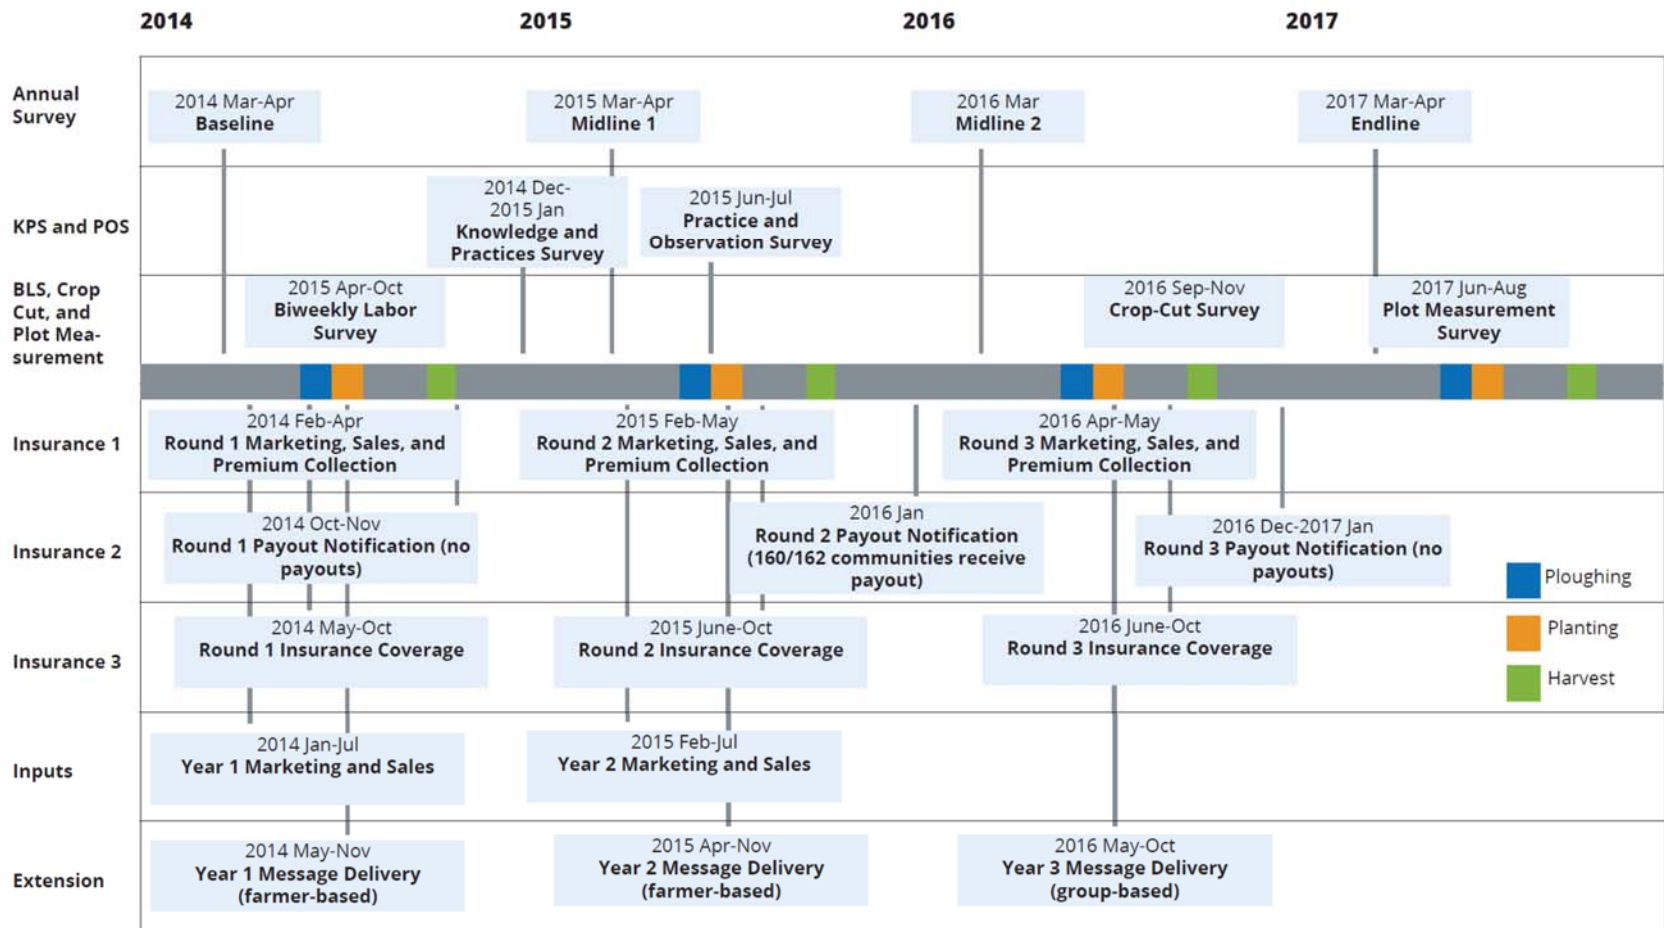 2014 2015 2016 2017
Annual
Survey
2014 Mar-Apr
Baseline
2015 Mar-Apr
Midline 1
2016 Mar
Midline 2
2017 Mar-Apr
Endline
KPS and POS
2014 Dec-
2015 Jan
Knowledge and
Practices Survey
2015 Jun-Jul
Practice and
Observation Survey
BLS, Crop
Cut, and
Plot Mea-
surement
2015 Apr-Oct
Biweekly Labor
Survey
2016 Sep-Nov
Crop-Cut Survey
2017 Jun-Aug
Plot Measurement
Survey
Insurance 1
2014 Feb-Apr
Round 1 Marketing, Sales, and
Premium Collection
2015 Feb-May
Round 2 Marketing, Sales, and
Premium Collection
2016 Apr-May
Round 3 Marketing, Sales, and
Premium Collection
Insurance 2
2014 Oct-Nov
Round 1 Payout Notification (no
payouts)
2016 Jan
Round 2 Payout Notification
(160/162 communities receive
payout)
2016 Dec-2017 Jan
Round 3 Payout Notification (no
payouts)
Ploughing
Planting
Harvest
Insurance 3
2014 May-Oct
Round 1 Insurance Coverage
2015 June-Oct
Round 2 Insurance Coverage
2016 June-Oct
Round 3 Insurance Coverage
Inputs
2014 Jan-Jul
Year 1 Marketing and Sales
2015 Feb-Jul
Year 2 Marketing and Sales
Extension
2014 May-Nov
Year 1 Message Delivery
(farmer-based)
2015 Apr-Nov
Year 2 Message Delivery
(farmer-based)
2016 May-Oct
Year 3 Message Delivery
(group-based)